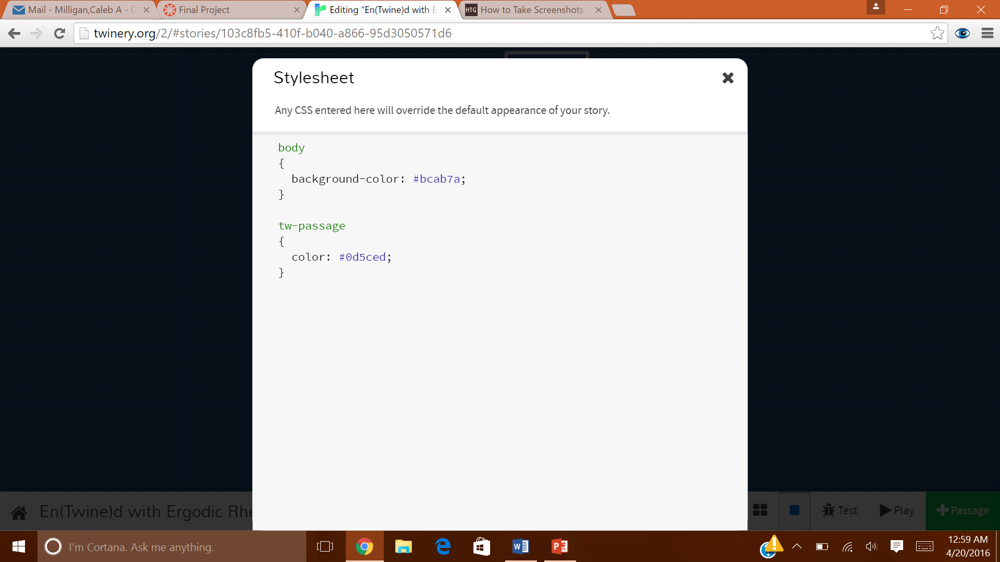 Mail - Milligan,Caleb A - C
Final Project
Editing “En(Twine)d with E
HTG How to Take Screenshots i
twinery.org/2/#stories/103c8fb5-410f-b040-a866-95d3050571d6
Stylesheet
Any CSS entered here will override the default appearance of your story.
body
{
background-color: #bcab7a;
}
tw-passage
{
color: #0d5ced;
}
En(Twine)d with Ergodic Rhe
Test
Play
Passage
I'm Cortana. Ask me anything.
12:59 AM
4/20/2016